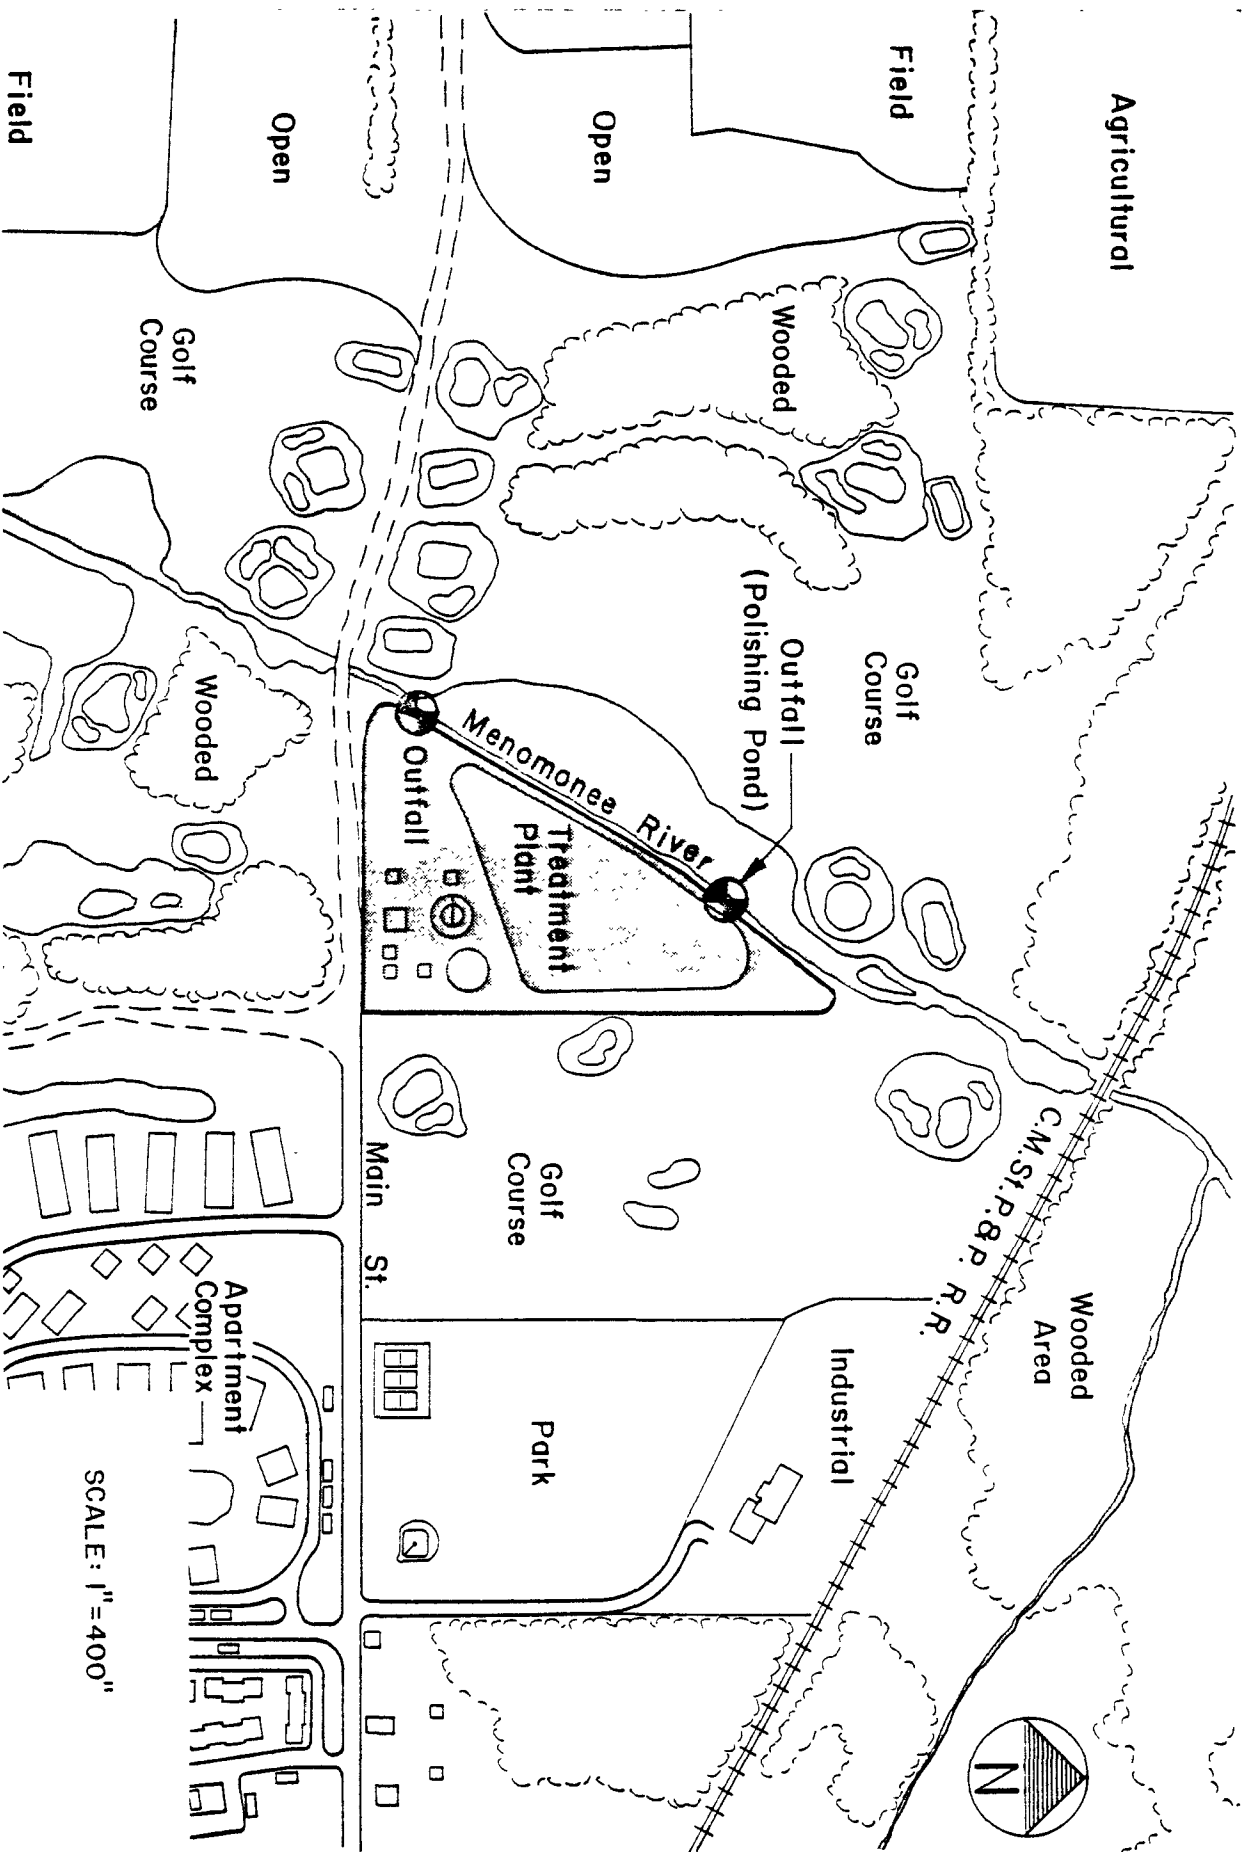 Agricultural
Field
Open
Open
Field
Wooded
Golf
Course
Golf
Course
Outfall
(Polishing Pond)
Wooded
Menomonee River
Outfall
Treatment
Plant
C.M.St.P.&P. R.R.
Wooded
Area
Golf
Course
Main St.
Industrial
Park
Apartment
Complex
SCALE: 1"=400"
N